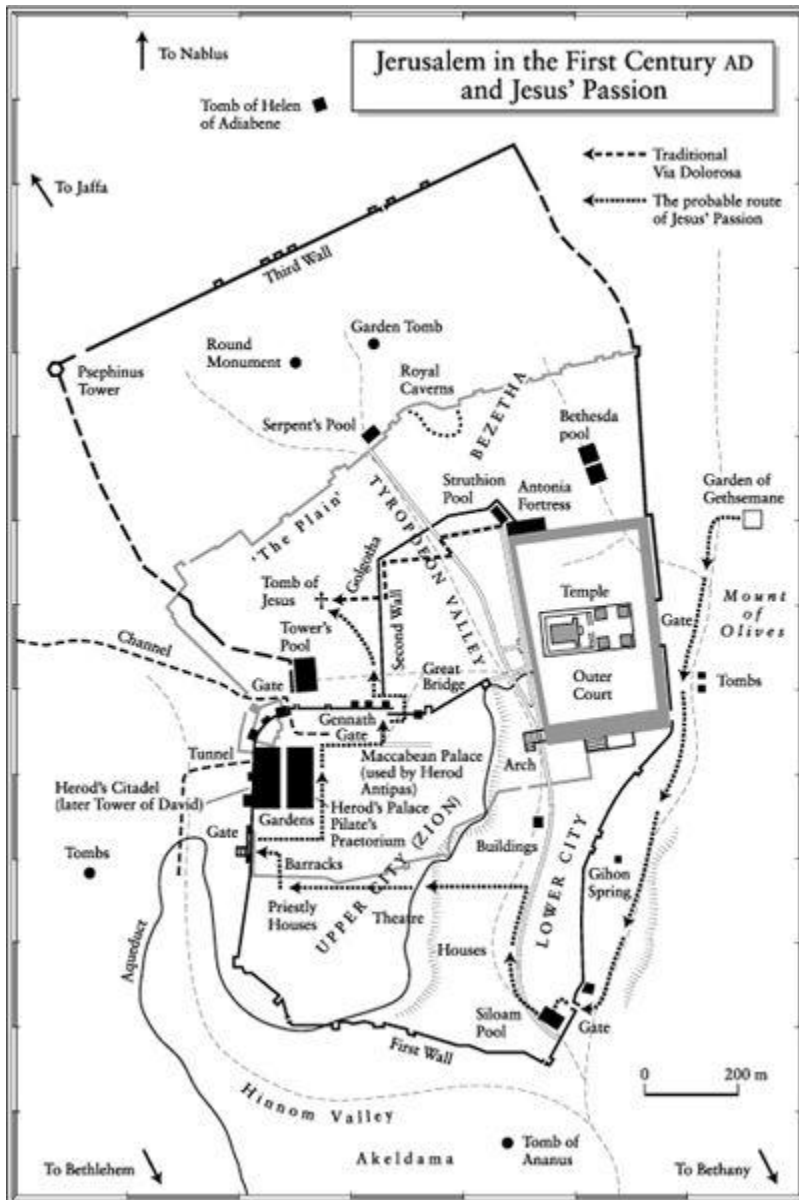 To Nablus
Jerusalem in the First Century AD
and Jesus' Passion
Tomb of Helen
of Adiabene
To Jaffa
Traditional
Via Dolorosa
The probable route
of Jesus' Passion
Third Wall
Garden Tomb
Round
Monument
Psephinus
Tower
Royal
Caverns
BEZETHA
Serpent's Pool
Bethesda
pool
Struthion
Pool
Antonia
Fortress
Garden of
Gethsemane
'The Plain'
TYROPOEON VALLEY
Golgotha
Tomb of
Jesus
Temple
Mount
of
Olives
Gate
Second Wall
Tower's
Pool
Channel
Great
Bridge
Outer
Court
Tombs
Gate
Gennath
Gate
Tunnel
Maccabean Palace
(used by Herod
Antipas)
Arch
Herod's Citadel
(later Tower of David)
Gardens
Herod's Palace
Pilate's
Praetorium
Gate
Barracks
Buildings
Tombs
UPPER CITY (ZION)
LOWER CITY
Gihon
Spring
Priestly
Houses
Theatre
Aqueduct
Houses
Siloam
Pool
Gate
First Wall
0 200 m
Hinnom Valley
Akeldama
Tomb of
Ananus
To Bethlehem
To Bethany